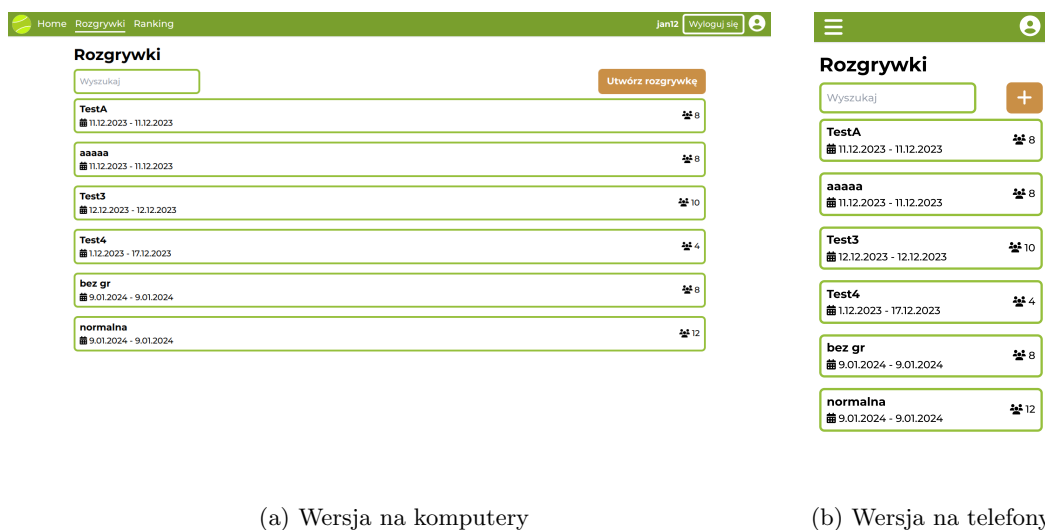 Home Rozgrywki Ranking
jan12 Wyloguj się
Rozgrywki
Wyszukaj
Utwórz rozgrywkę
TestA
11.12.2023 - 11.12.2023
8
aaaaa
11.12.2023 - 11.12.2023
8
Test3
12.12.2023 - 12.12.2023
10
Test4
1.12.2023 - 17.12.2023
4
bez gr
9.01.2024 - 9.01.2024
8
normalna
9.01.2024 - 9.01.2024
12
(a) Wersja na komputery
Rozgrywki
Wyszukaj
+
TestA
11.12.2023 - 11.12.2023
8
aaaaa
11.12.2023 - 11.12.2023
8
Test3
12.12.2023 - 12.12.2023
10
Test4
1.12.2023 - 17.12.2023
4
bez gr
9.01.2024 - 9.01.2024
8
normalna
9.01.2024 - 9.01.2024
12
(b) Wersja na telefony